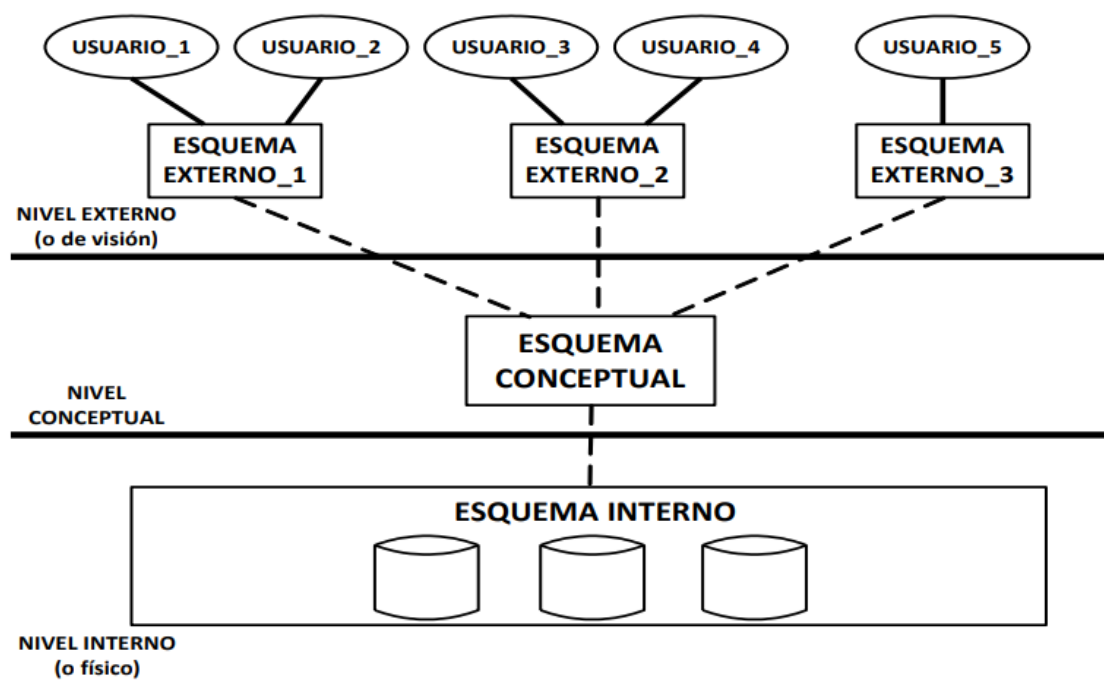 USUARIO_1
USUARIO_2
USUARIO_3
USUARIO_4
USUARIO_5
ESQUEMA
EXTERNO_1
ESQUEMA
EXTERNO_2
ESQUEMA
EXTERNO_3
NIVEL EXTERNO
(o de visión)
ESQUEMA
CONCEPTUAL
NIVEL
CONCEPTUAL
ESQUEMA INTERNO
NIVEL INTERNO
(o físico)